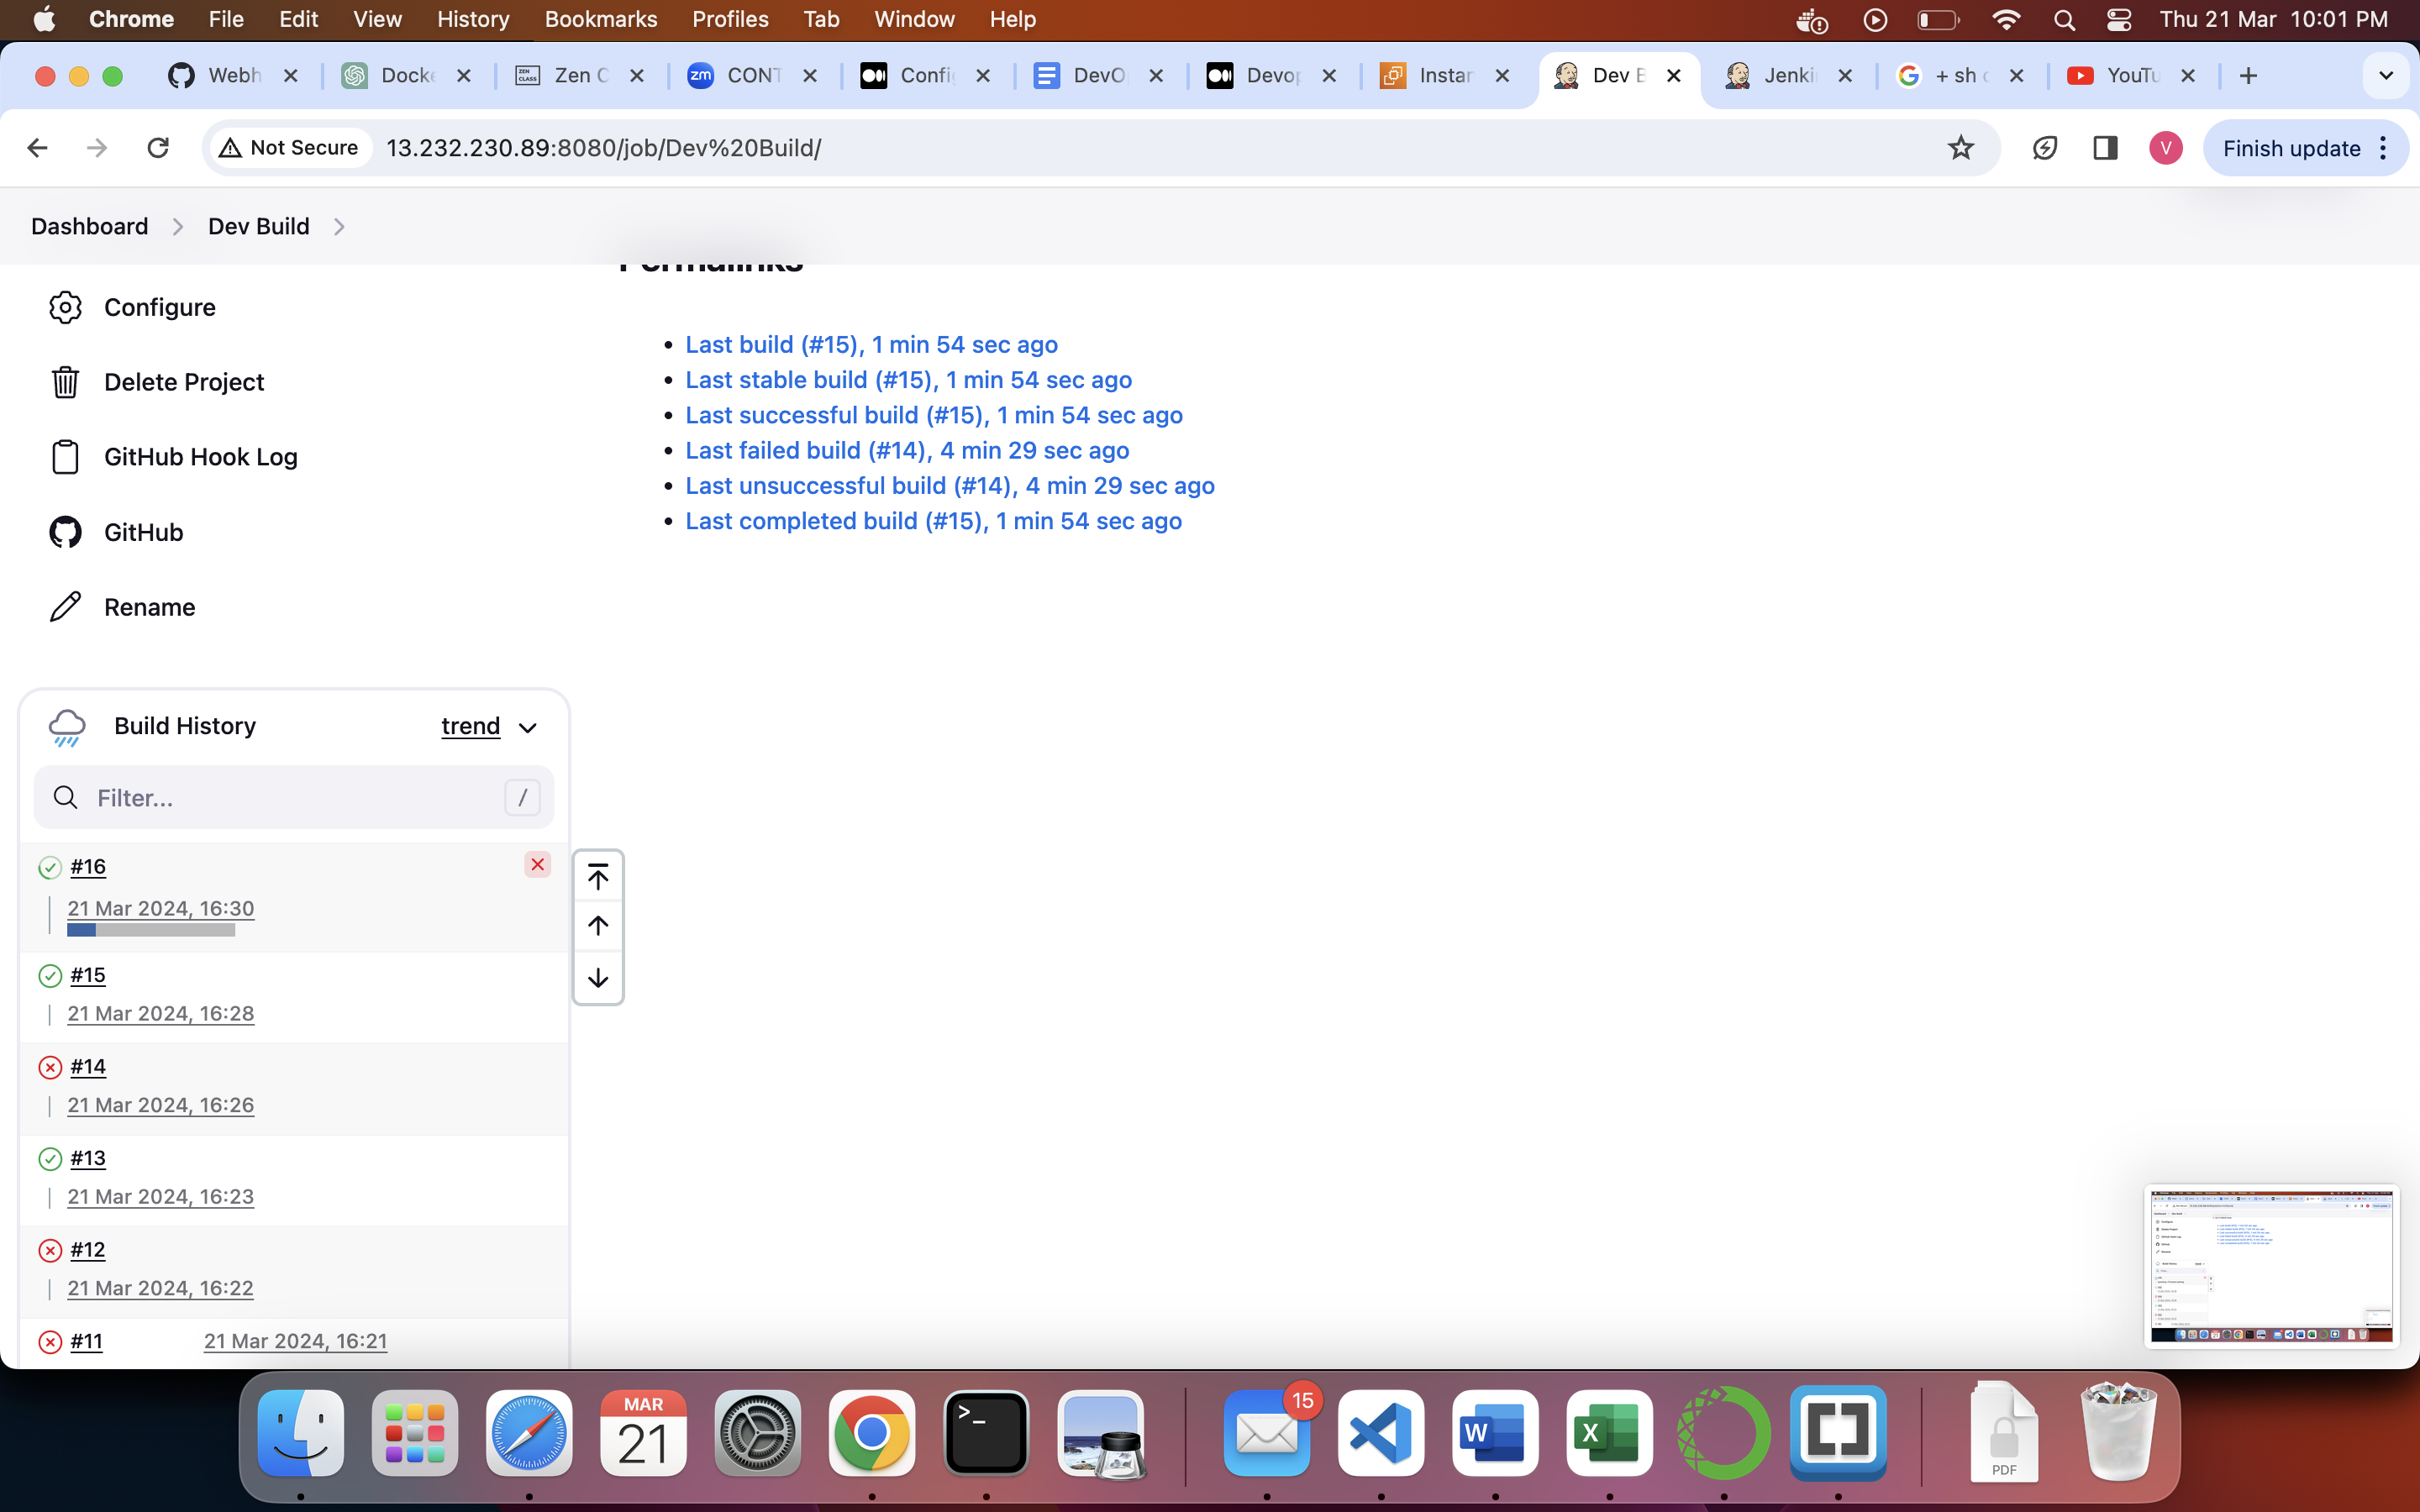 Chrome File Edit View History Bookmarks Profiles Tab Window Help Thu 21 Mar 10:01 PM
Webh Docke Zen C CONT Config DevO Devop Instan Dev B Jenki + sh c YouTu
Not Secure 13.232.230.89:8080/job/Dev%20Build/ V Finish update
Dashboard Dev Build
Permalinks
Configure
Last build (#15), 1 min 54 sec ago
Delete Project
Last stable build (#15), 1 min 54 sec ago
Last successful build (#15), 1 min 54 sec ago
GitHub Hook Log
Last failed build (#14), 4 min 29 sec ago
Last unsuccessful build (#14), 4 min 29 sec ago
Last completed build (#15), 1 min 54 sec ago
GitHub
Rename
Build History trend
Filter... /
#16
21 Mar 2024, 16:30
#15
21 Mar 2024, 16:28
#14
21 Mar 2024, 16:26
#13
21 Mar 2024, 16:23
#12
21 Mar 2024, 16:22
#11 21 Mar 2024, 16:21
MAR
21
15
PDF